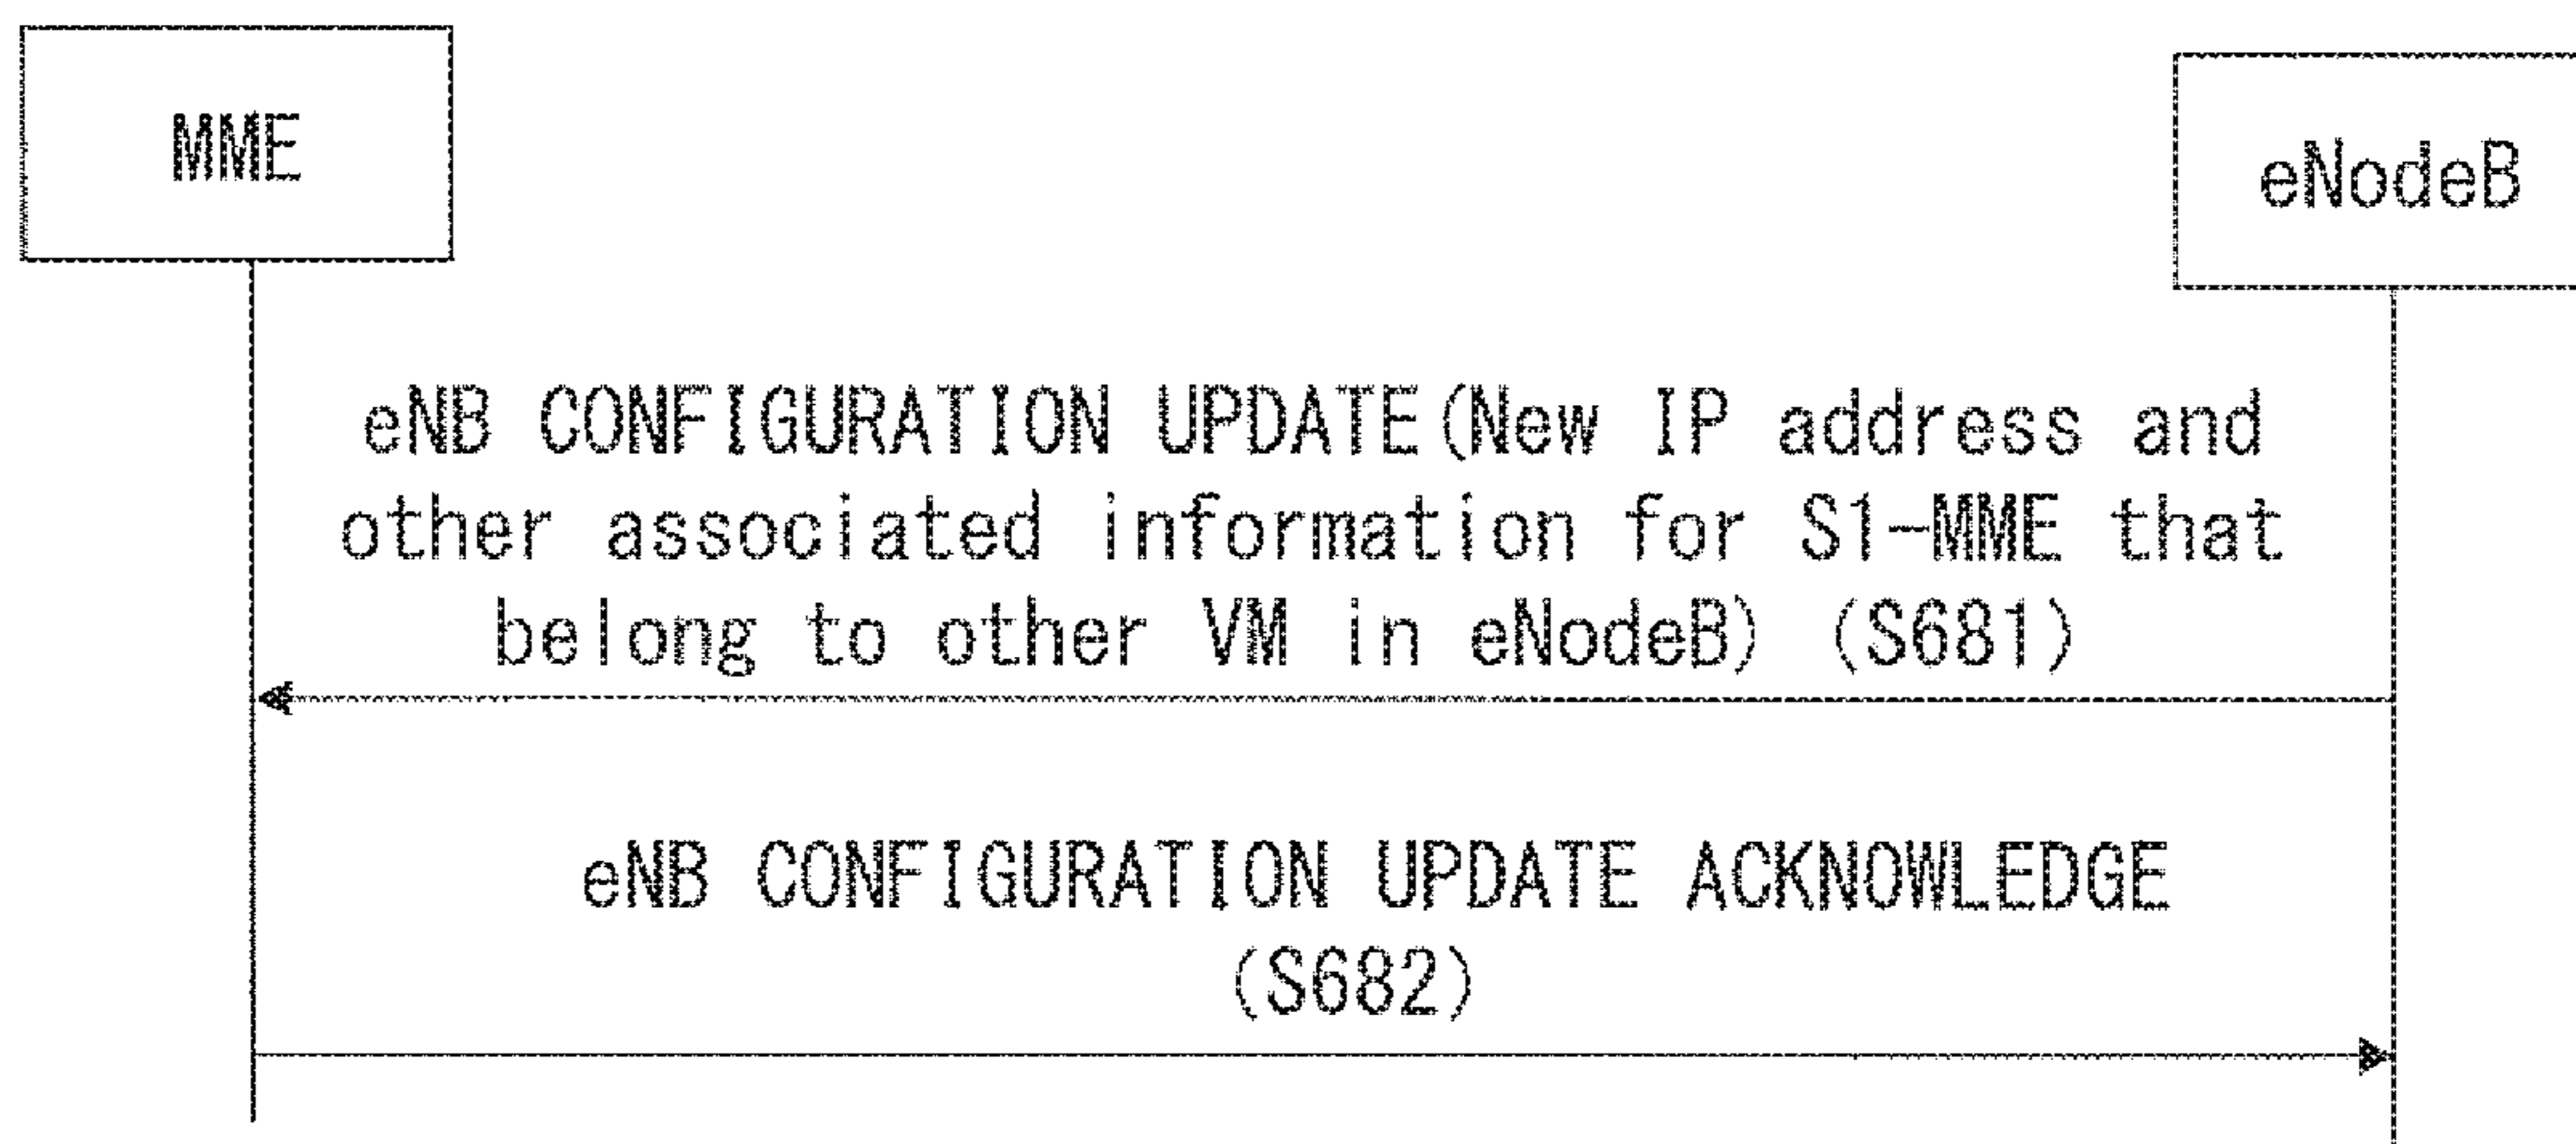 MME
eNodeB
eNB CONFIGURATION UPDATE(New IP address and
other associated information for S1-MME that
belong to other VM in eNodeB) (S681)
eNB CONFIGURATION UPDATE ACKNOWLEDGE
(S682)